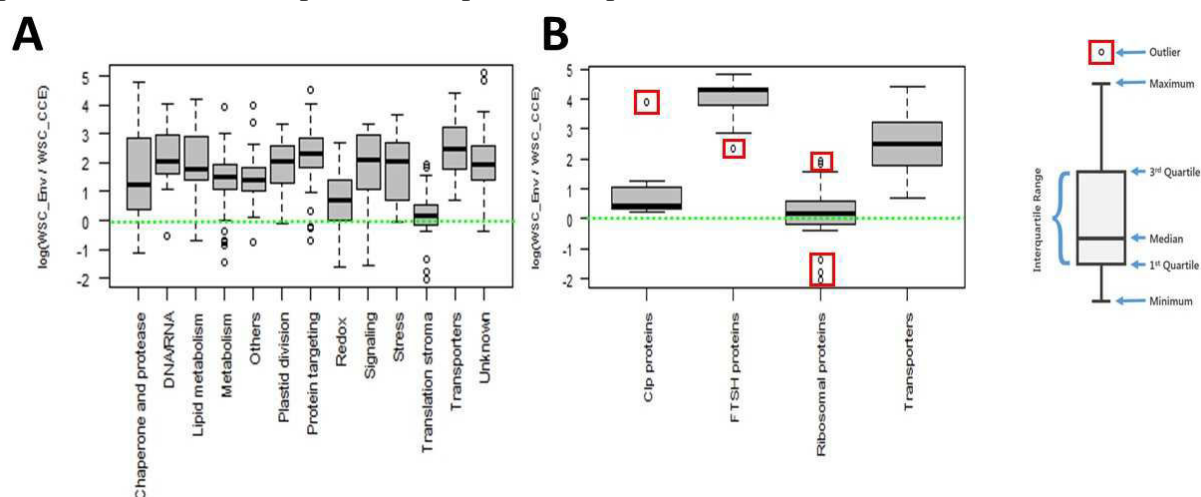 A
B
log(WSC_Env / WSC_CCE)
5
4
3
2
1
0
-1
-2
Chaperone and protease
DNA/RNA
Lipid metabolism
Metabolism
Others
Plastid division
Protein targeting
Redox
Signaling
Stress
Translation stroma
Transporters
Unknown
log(WSC_Env / WSC_CCE)
5
4
3
2
1
0
-1
-2
Clp proteins
FTSH proteins
Ribosomal proteins
Transporters
Outlier
Maximum
Interquartile Range
3rd Quartile
Median
1st Quartile
Minimum